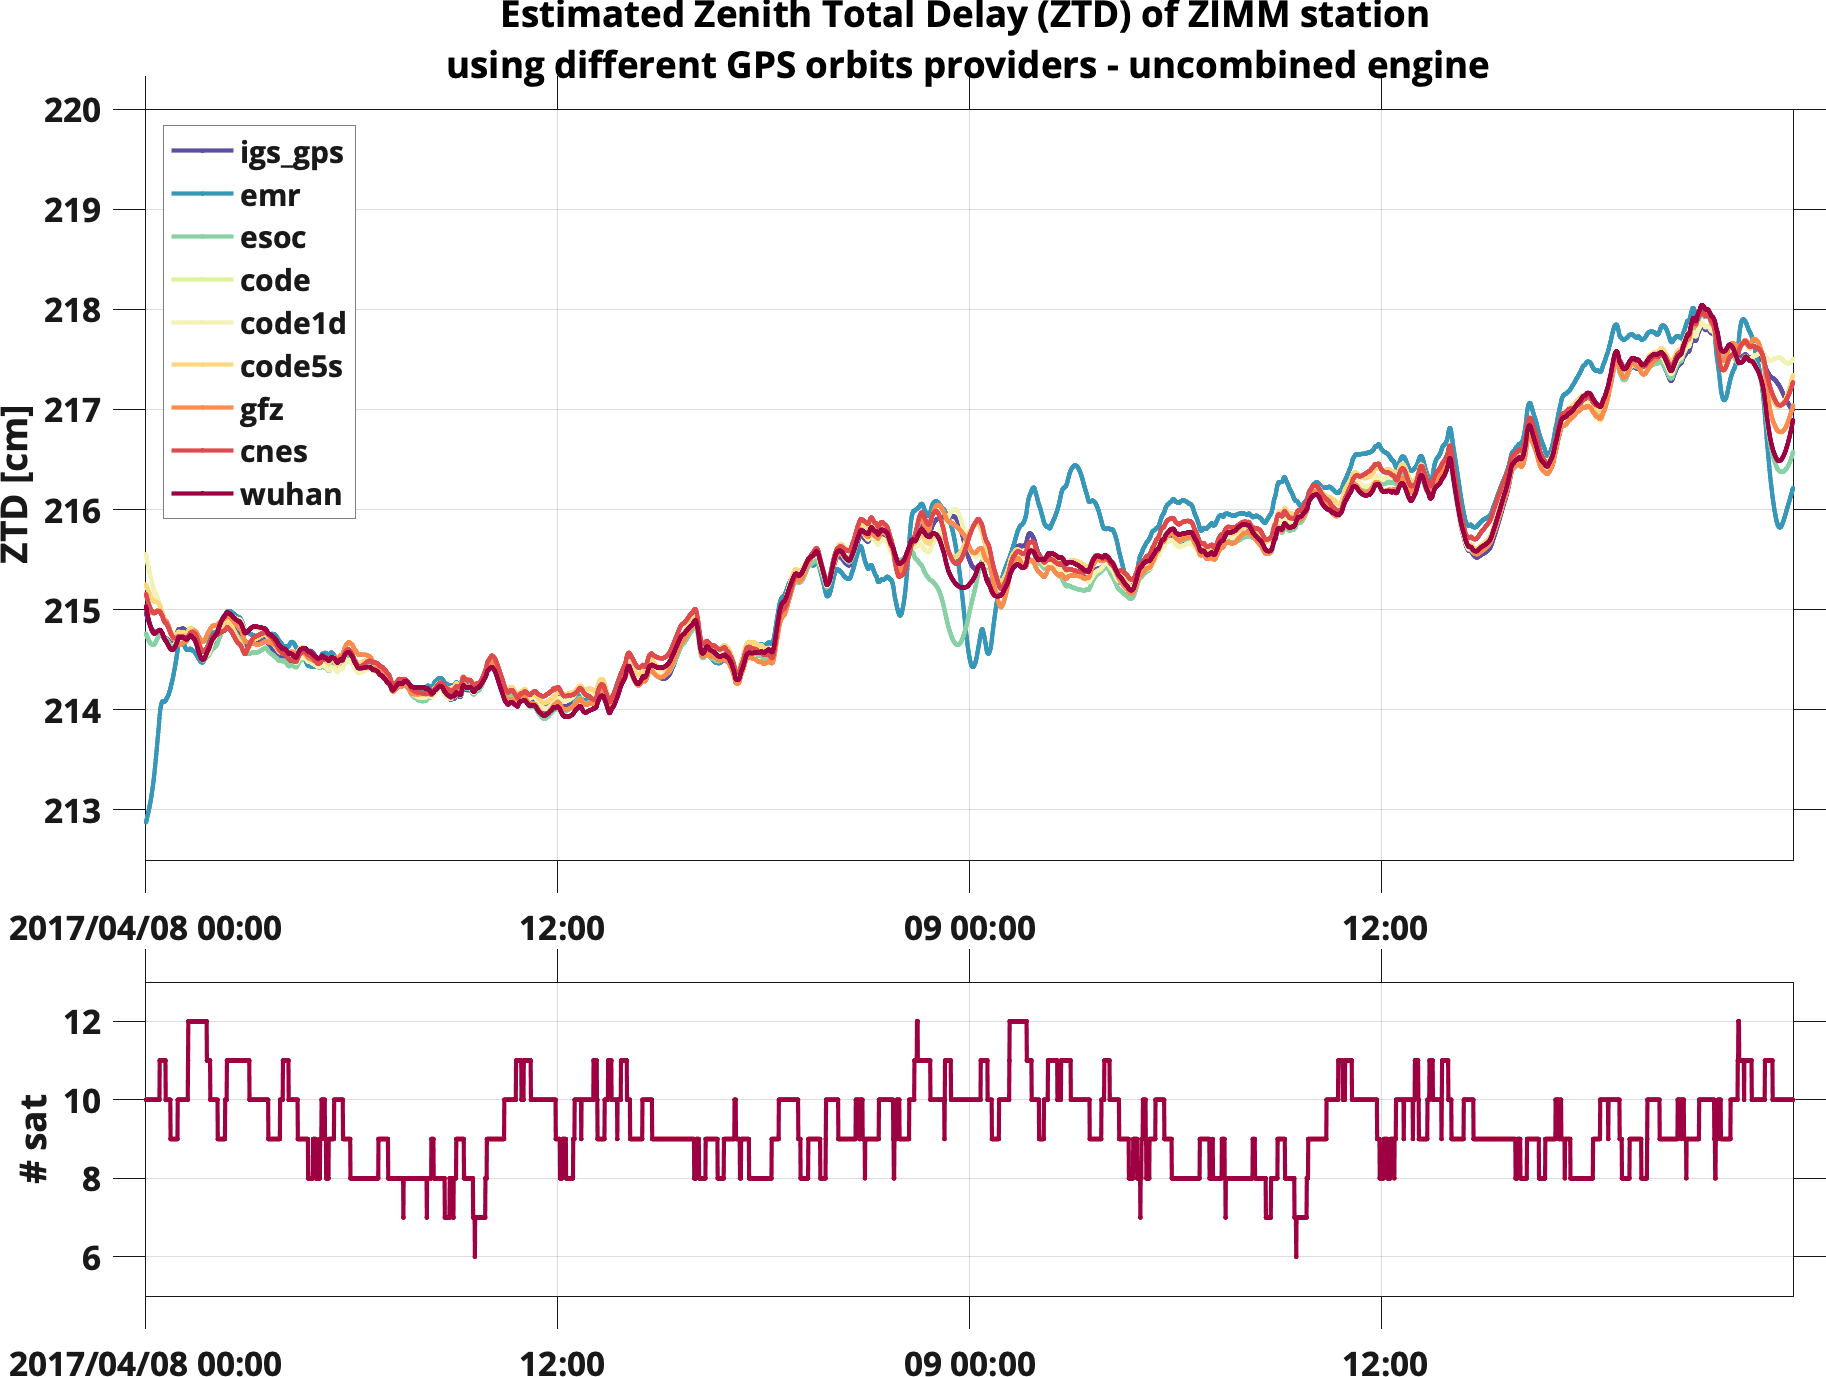 Estimated Zenith Total Delay (ZTD) of ZIMM station
using different GPS orbits providers - uncombined engine
220
219
218
217
216
215
214
213
ZTD [cm]
igs_gps
emr
esoc
code
code1d
code5s
gfz
cnes
wuhan
2017/04/08 00:00
12:00
09 00:00
12:00
12
10
8
6
# sat
2017/04/08 00:00
12:00
09 00:00
12:00